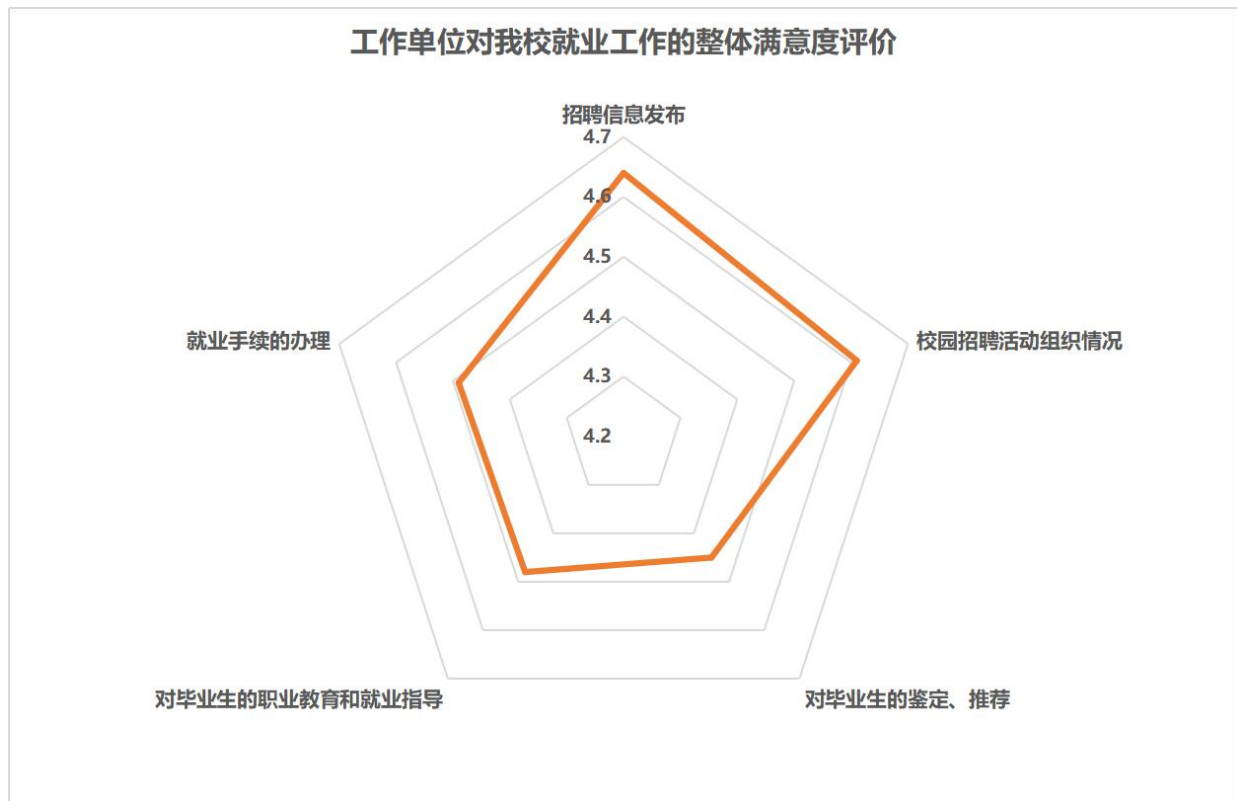 工作单位对我校就业工作的整体满意度评价
招聘信息发布
4.7
4.6
4.5
4.4
就业手续的办理
校园招聘活动组织情况
4.3
4.2
对毕业生的职业教育和就业指导
对毕业生的鉴定、推荐